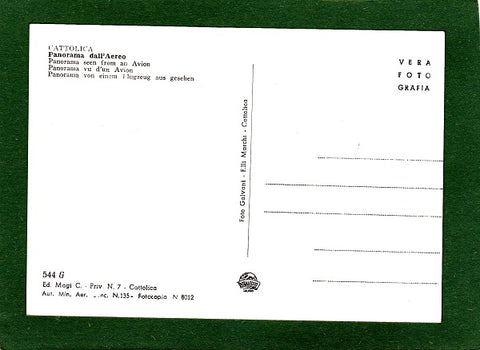 CATTOLICA
Panorama dall'Aereo
Panorama seen from an Avion
Panorama vu d'un Avion
Panorama von einem Flugzeug aus gesehen
VERA
FOTO
GRAFIA
Foto Galvani - F.lli Marchi - Cattolica
544 G
Ed. Magi C. - Priv. N. 7 - Cattolica
Aut. Min. Aer. N.135 - Fotocopia N 8012